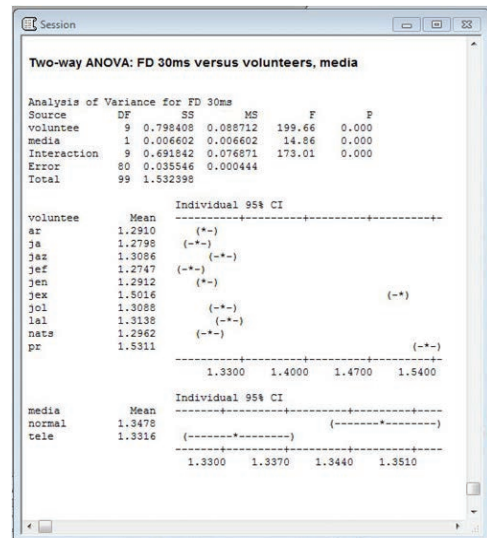 Session
Two-way ANOVA: FD 30ms versus volunteers, media
Analysis of Variance for FD 30ms
Source DF SS MS F P
voluntee 9 0.798408 0.088712 199.66 0.000
media 1 0.006602 0.006602 14.86 0.000
Interaction 9 0.691842 0.076871 173.01 0.000
Error 80 0.035546 0.000444
Total 99 1.532398
Individual 95% CI
voluntee Mean ---------+---------+---------+---------+-
ar 1.2910 (*-)
ja 1.2798 (-*-)
jaz 1.3086 (-*-)
jef 1.2747 (-*-)
jen 1.2912 (*-)
jex 1.5016 (-*)
jol 1.3088 (-*-)
lal 1.3138 (-*-)
nats 1.2962 (-*-)
pr 1.5311 (-*-)
---------+---------+---------+---------+-
1.3300 1.4000 1.4700 1.5400
Individual 95% CI
media Mean -------+---------+---------+---------+----
normal 1.3478 (-------*--------)
tele 1.3316 (-------*--------)
-------+---------+---------+---------+----
1.3300 1.3370 1.3440 1.3510